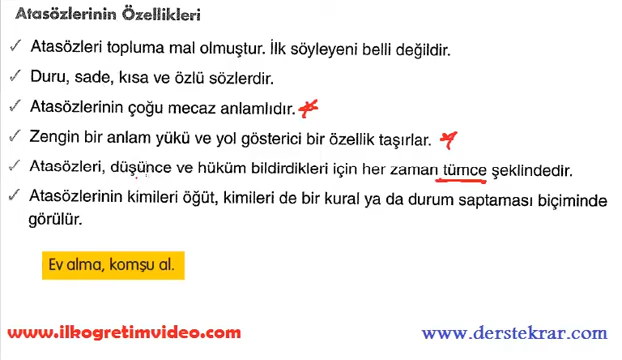 Atasözlerinin Özellikleri
✓ Atasözleri topluma mal olmuştur. İlk söyleyeni belli değildir.
✓ Duru, sade, kısa ve özlü sözlerdir.
✓ Atasözlerinin çoğu mecaz anlamlıdır.
✓ Zengin bir anlam yükü ve yol gösterici bir özellik taşırlar.
✓ Atasözleri, düşünce ve hüküm bildirdikleri için her zaman tümce şeklindedir.
✓ Atasözlerinin kimileri öğüt, kimileri de bir kural ya da durum saptaması biçiminde
görülür.
Ev alma, komşu al.
www.ilkogretimvideo.com
www.derstekrar.com